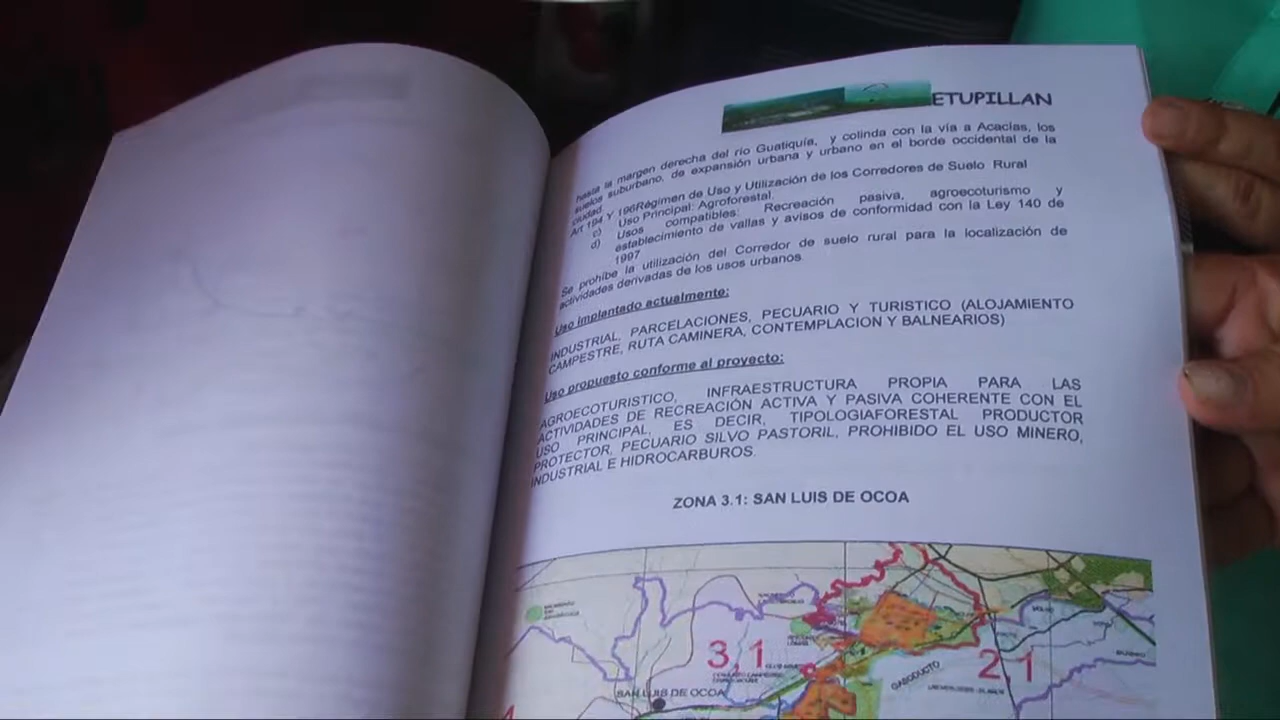 ETUPILLAN
hasta la margen derecha del río Guatiquía, y colinda con la vía a Acacias, los
suelos suburbano, de expansión urbana y urbano en el borde occidental de la
ciudad.
Art 194 Y 196Régimen de Uso y Utilización de los Corredores de Suelo Rural
c) Uso Principal: Agroforestal.
d) Usos compatibles: Recreación pasiva, agroecoturismo y
establecimiento de vallas y avisos de conformidad con la Ley 140 de
1997
Se prohíbe la utilización del Corredor de suelo rural para la localización de
actividades derivadas de los usos urbanos
Uso implantado actualmente:
INDUSTRIAL, PARCELACIONES, PECUARIO Y TURISTICO (ALOJAMIENTO
CAMPESTRE, RUTA CAMINERA, CONTEMPLACION Y BALNEARIOS)
Uso propuesto conforme al proyecto:
AGROECOTURISTICO, INFRAESTRUCTURA PROPIA PARA LAS
ACTIVIDADES DE RECREACIÓN ACTIVA Y PASIVA COHERENTE CON EL
USO PRINCIPAL, ES DECIR, TIPOLOGIAFORESTAL PRODUCTOR
PROTECTOR, PECUARIO SILVO PASTORIL, PROHIBIDO EL USO MINERO,
INDUSTRIAL E HIDROCARBUROS.
ZONA 3.1: SAN LUIS DE OCOA
3,1
2,1
GASODUCTO
SAN LUIS DE OCOA
4